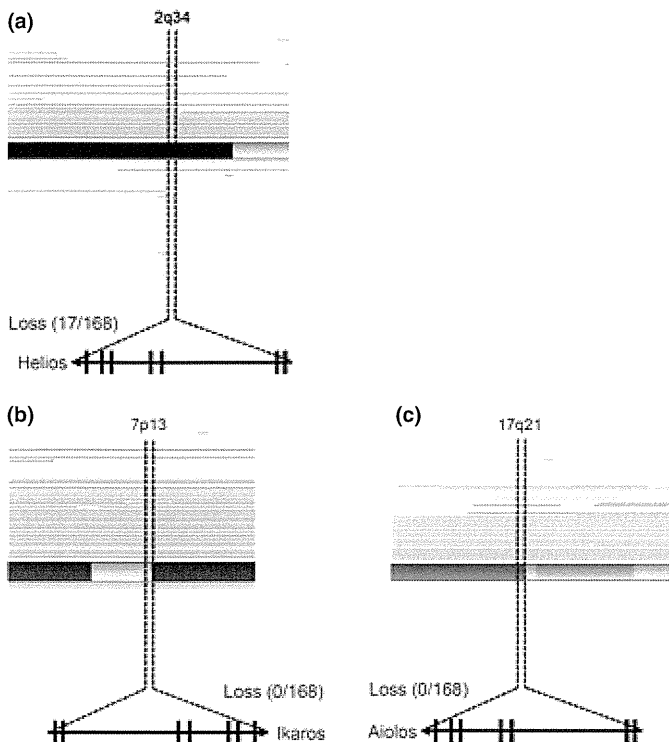 (a)
2q34
Loss (17/168)
Helios
(b)
7p13
Loss (0/168)
Ikaros
(c)
17q21
Loss (0/168)
Aiolos